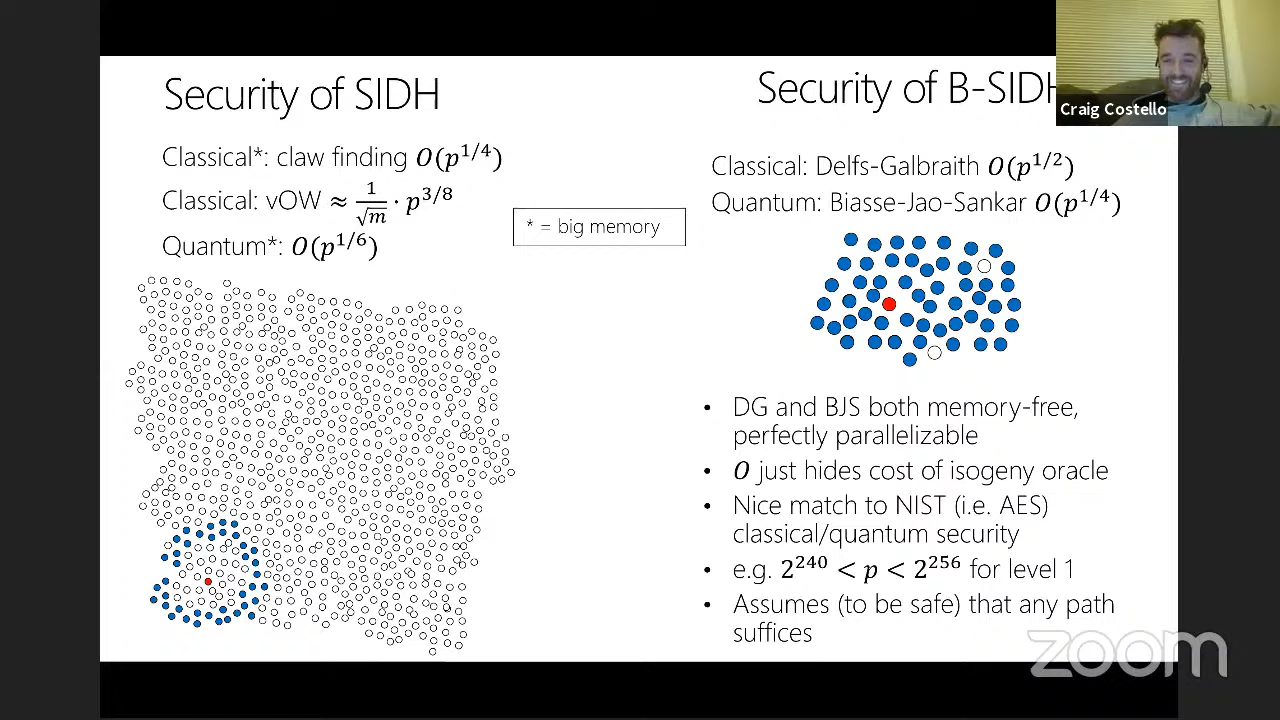 Security of SIDH
Classical*: claw finding O(p^{1/4})
Classical: vOW ≈ \frac{1}{\sqrt{m}} · p^{3/8}
Quantum*: O(p^{1/6})
* = big memory
Security of B-SIDH
Classical: Delfs-Galbraith O(p^{1/2})
Quantum: Biasse-Jao-Sankar O(p^{1/4})
• DG and BJS both memory-free,
perfectly parallelizable
• O just hides cost of isogeny oracle
• Nice match to NIST (i.e. AES)
classical/quantum security
• e.g. 2^{240} < p < 2^{256} for level 1
• Assumes (to be safe) that any path
suffices
Craig Costello
zoom